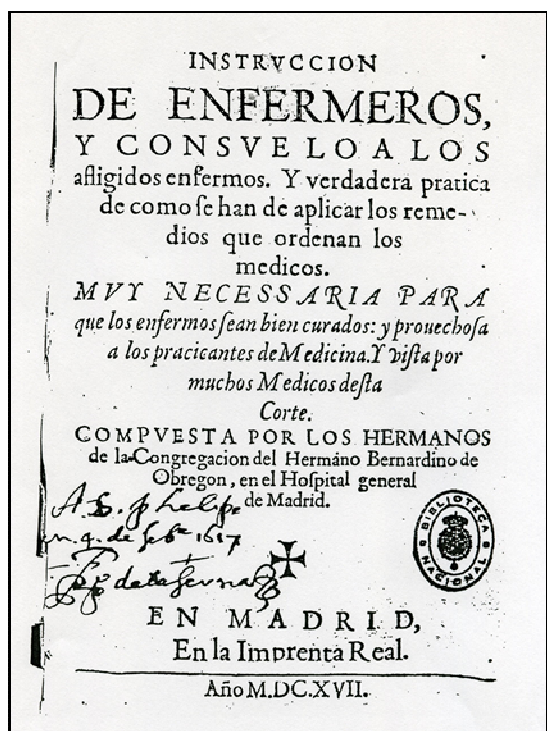 INSTRVCCION
DE ENFERMEROS,
Y CONSVELO A LOS
afligidos enfermos. Y verdadera pratica
de como ſe han de aplicar los reme-
dios que ordenan los
medicos.
MVY NECESSARIA PARA
que los enfermos ſean bien curados: y prouechoſa
a los pracicantes de Medicina. Y viſta por
muchos Medicos deſta
Corte.
COMPVESTA POR LOS HERMANOS
de la Congregacion del Hermano Bernardino de
Obregon, en el Hoſpital general
de Madrid.
1617
BIBLIOTECA NACIONAL
EN MADRID,
En la Imprenta Real.
Año M.DC.XVII.